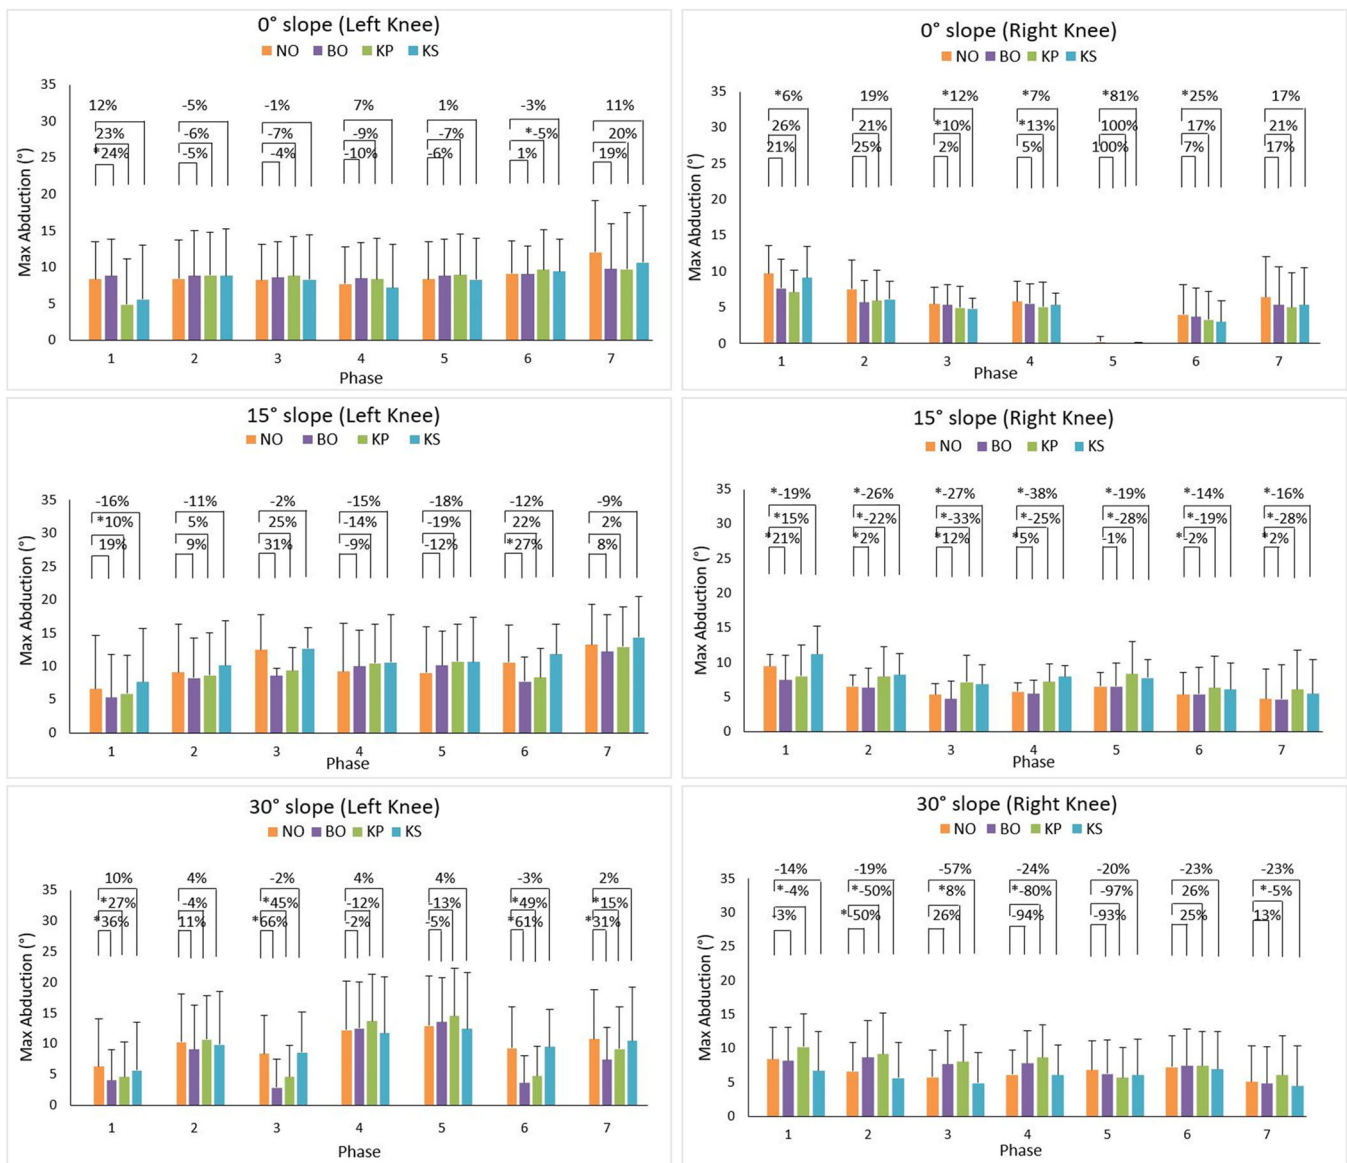 0° slope (Left Knee)
NO BO KP KS
12% -5% -1% 7% 1% -3% 11%
23% -6% -7% -9% -7% *-5% 20%
*24% -5% -4% -10% -6% 1% 19%
35
30
25
20
15
10
5
0
Max Abduction (°)
1 2 3 4 5 6 7
Phase
0° slope (Right Knee)
NO BO KP KS
*6% 19% *12% *7% *81% *25% 17%
26% 21% *10% *13% 100% 17% 21%
21% 25% 2% 5% 100% 7% 17%
35
30
25
20
15
10
5
0
Max Abduction (°)
1 2 3 4 5 6 7
Phase
15° slope (Left Knee)
NO BO KP KS
-16% -11% -2% -15% -18% -12% -9%
*10% 5% 25% -14% -19% 22% 2%
19% 9% 31% -9% -12% *27% 8%
35
30
25
20
15
10
5
0
Max Abduction (°)
1 2 3 4 5 6 7
Phase
15° slope (Right Knee)
NO BO KP KS
*-19% *-26% *-27% *-38% *-19% *-14% *-16%
*15% *-22% *-33% *-25% *-28% *-19% *-28%
*21% *2% *12% *5% -1% *-2% *2%
35
30
25
20
15
10
5
0
Max Abduction (°)
1 2 3 4 5 6 7
Phase
30° slope (Left Knee)
NO BO KP KS
10% 4% -2% 4% 4% -3% 2%
*27% -4% *45% -12% -13% *49% *15%
*36% 11% *66% -2% -5% *61% *31%
35
30
25
20
15
10
5
0
Max Abduction (°)
1 2 3 4 5 6 7
Phase
30° slope (Right Knee)
NO BO KP KS
-14% -19% -57% -24% -20% -23% -23%
*-4% *-50% *8% *-80% -97% 26% *-5%
-3% *-50% 26% -94% -93% 25% 13%
35
30
25
20
15
10
5
0
Max Abduction (°)
1 2 3 4 5 6 7
Phase